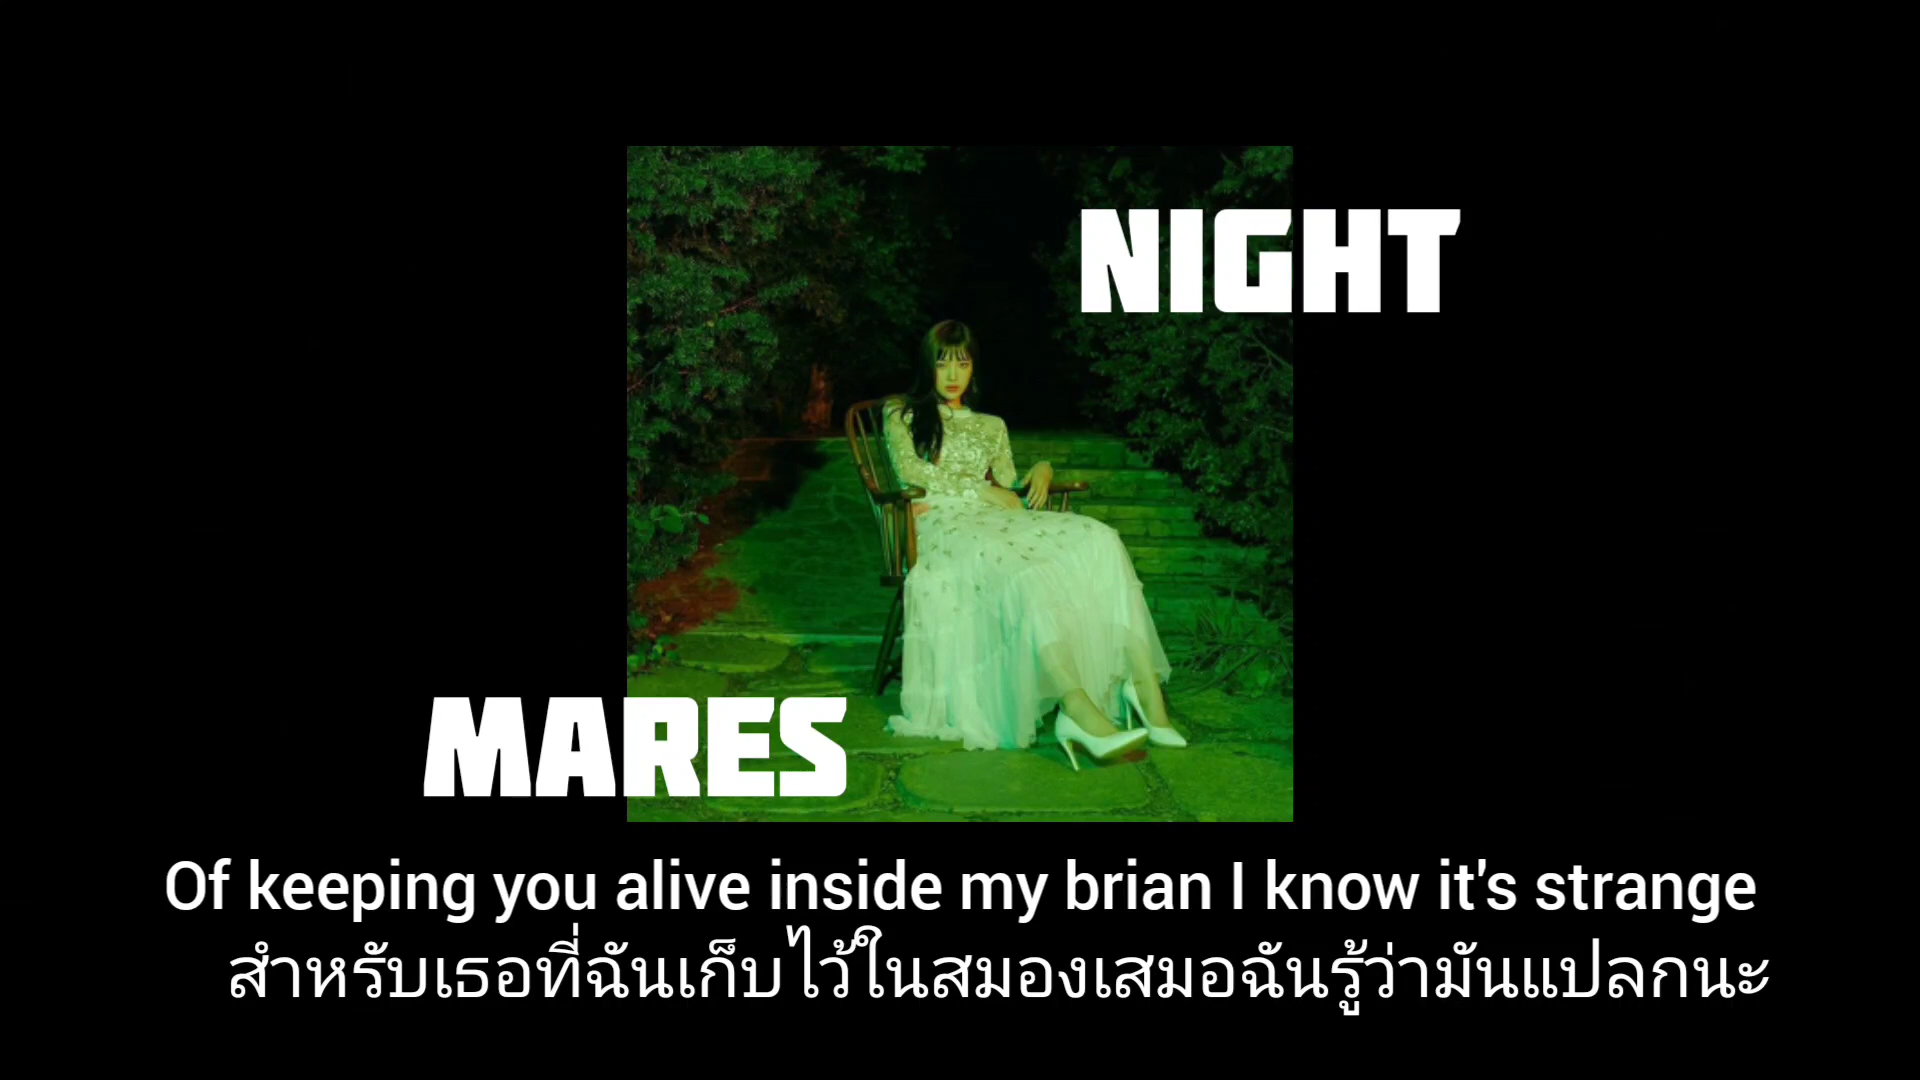 NIGHT
MARES
Of keeping you alive inside my brian I know it's strange
สำหรับเธอที่ฉันเก็บไว้ในสมองเสมอฉันรู้ว่ามันแปลกนะ